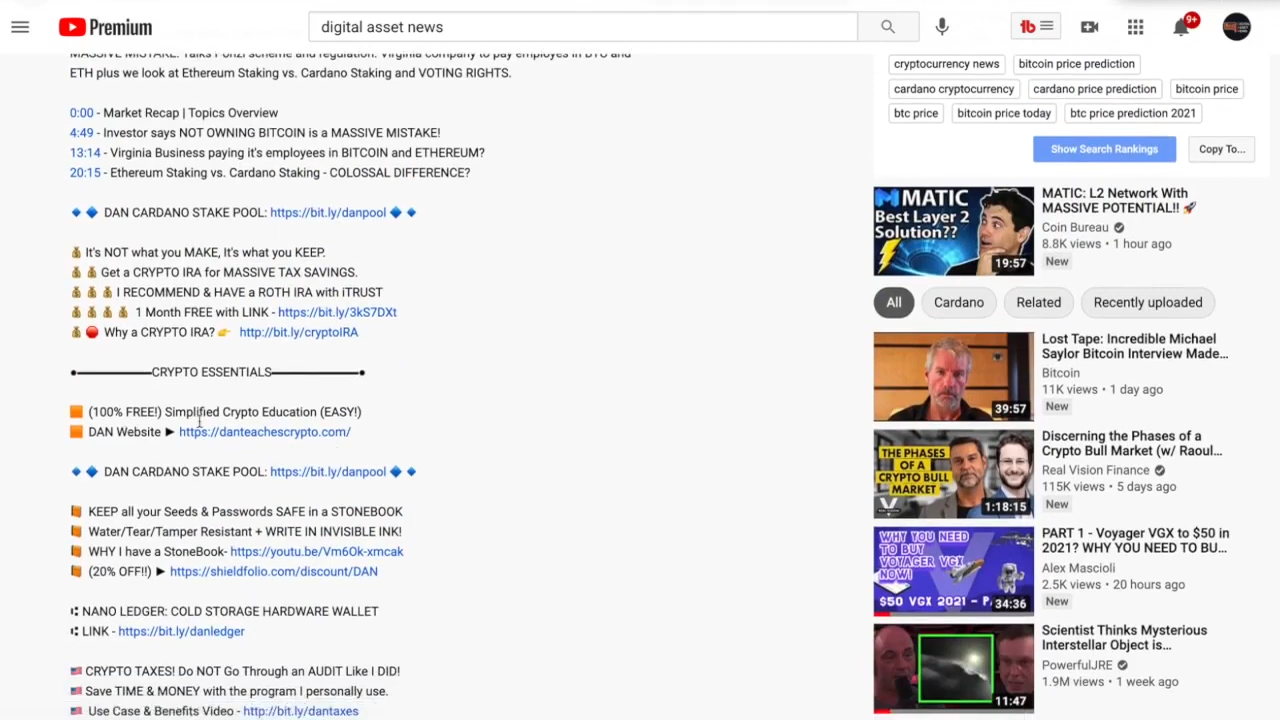 Premium
digital asset news
9+
MASSIVE MISTAKE. Talks Ponzi scheme and regulation. Virginia company to pay employes in BTC and
ETH plus we look at Ethereum Staking vs. Cardano Staking and VOTING RIGHTS.
0:00 - Market Recap | Topics Overview
4:49 - Investor says NOT OWNING BITCOIN is a MASSIVE MISTAKE!
13:14 - Virginia Business paying it's employees in BITCOIN and ETHEREUM?
20:15 - Ethereum Staking vs. Cardano Staking - COLOSSAL DIFFERENCE?
DAN CARDANO STAKE POOL: https://bit.ly/danpool
It's NOT what you MAKE, It's what you KEEP.
Get a CRYPTO IRA for MASSIVE TAX SAVINGS.
I RECOMMEND & HAVE a ROTH IRA with iTRUST
1 Month FREE with LINK - https://bit.ly/3kS7DXt
Why a CRYPTO IRA? http://bit.ly/cryptoIRA
CRYPTO ESSENTIALS
(100% FREE!) Simplified Crypto Education (EASY!)
DAN Website ► https://danteachescrypto.com/
DAN CARDANO STAKE POOL: https://bit.ly/danpool
KEEP all your Seeds & Passwords SAFE in a STONEBOOK
Water/Tear/Tamper Resistant + WRITE IN INVISIBLE INK!
WHY I have a StoneBook- https://youtu.be/Vm6Ok-xmcak
(20% OFF!!) ► https://shieldfolio.com/discount/DAN
NANO LEDGER: COLD STORAGE HARDWARE WALLET
LINK - https://bit.ly/danledger
CRYPTO TAXES! Do NOT Go Through an AUDIT Like I DID!
Save TIME & MONEY with the program I personally use.
Use Case & Benefits Video - http://bit.ly/dantaxes
cryptocurrency news
bitcoin price prediction
cardano cryptocurrency
cardano price prediction
bitcoin price
btc price
bitcoin price today
btc price prediction 2021
Show Search Rankings
Copy To...
MATIC
Best Layer 2
Solution??
19:57
MATIC: L2 Network With
MASSIVE POTENTIAL!! 🚀
Coin Bureau
8.8K views • 1 hour ago
New
All
Cardano
Related
Recently uploaded
39:57
Lost Tape: Incredible Michael
Saylor Bitcoin Interview Made...
Bitcoin
11K views • 1 day ago
New
THE PHASES
OF A
CRYPTO BULL
MARKET
1:18:15
Discerning the Phases of a
Crypto Bull Market (w/ Raoul...
Real Vision Finance
115K views • 5 days ago
New
WHY YOU NEED
TO BUY
VOYAGER VGX
NOW!
$50 VGX 2021 -
34:36
PART 1 - Voyager VGX to $50 in
2021? WHY YOU NEED TO BU...
Alex Mascioli
2.5K views • 20 hours ago
New
11:47
Scientist Thinks Mysterious
Interstellar Object is...
PowerfulJRE
1.9M views • 1 week ago